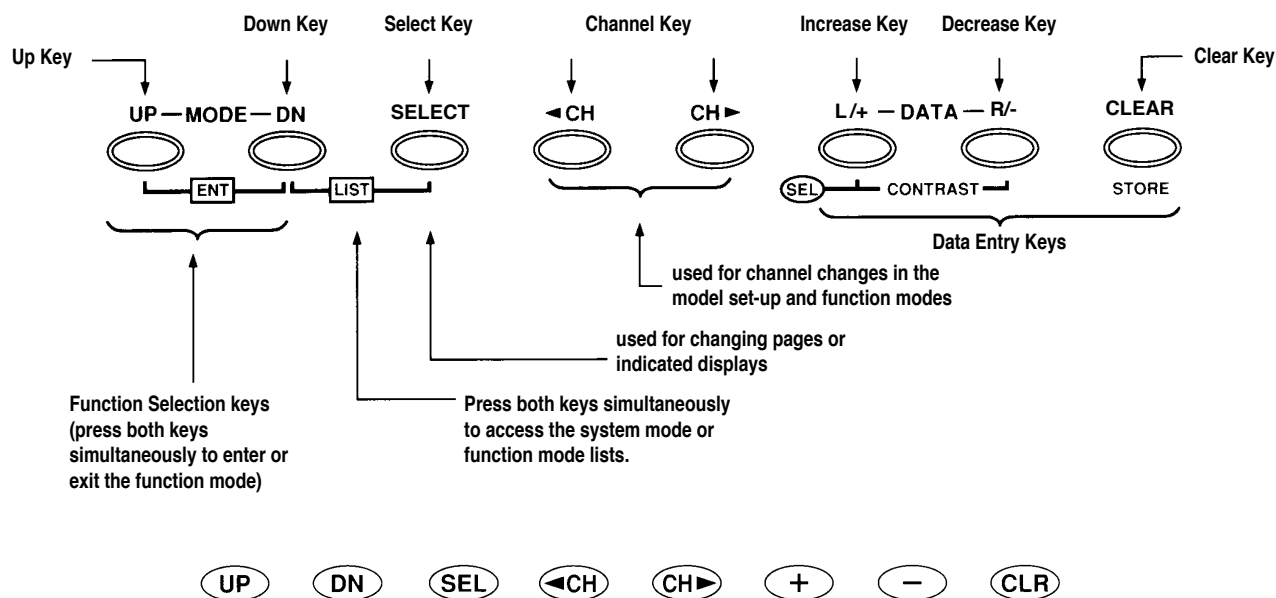 Down Key
Select Key
Channel Key
Increase Key
Decrease Key
Up Key
Clear Key
UP — MODE — DN
SELECT
◄CH
CH►
L/+ — DATA — R/-
CLEAR
ENT
LIST
SEL
CONTRAST
STORE
Data Entry Keys
used for channel changes in the
model set-up and function modes
used for changing pages or
indicated displays
Function Selection keys
(press both keys
simultaneously to enter or
exit the function mode)
Press both keys simultaneously
to access the system mode or
function mode lists.
UP
DN
SEL
◄CH
CH►
+
−
CLR